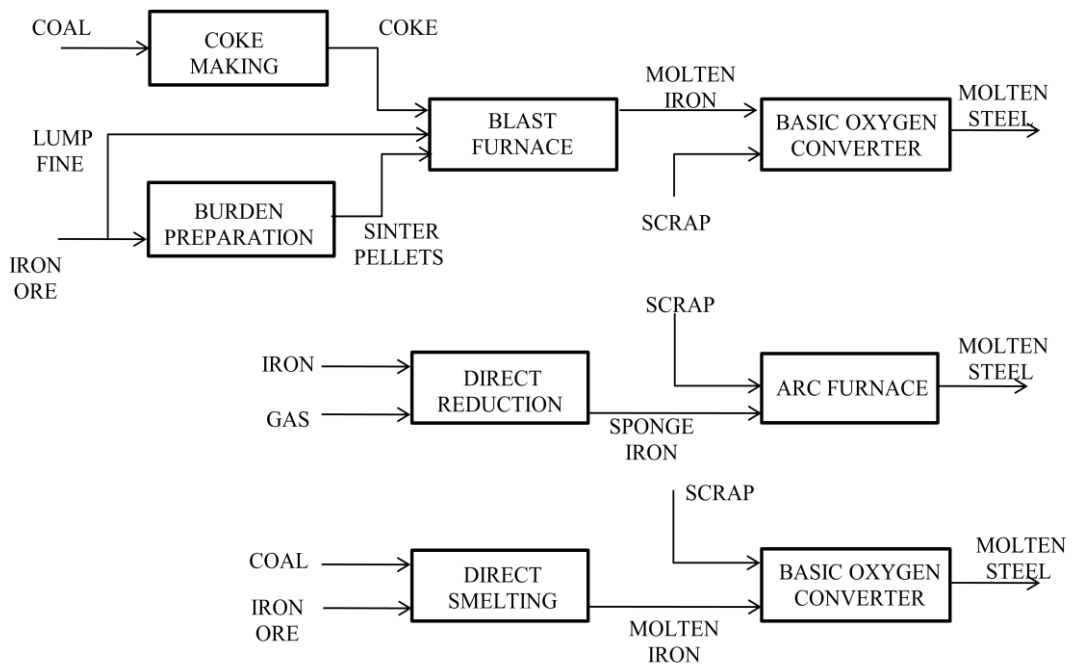 COAL
COKE
MAKING
COKE
LUMP
FINE
BLAST
FURNACE
MOLTEN
IRON
BASIC OXYGEN
CONVERTER
MOLTEN
STEEL
BURDEN
PREPARATION
SINTER
PELLETS
SCRAP
IRON
ORE
SCRAP
IRON
GAS
DIRECT
REDUCTION
SPONGE
IRON
ARC FURNACE
MOLTEN
STEEL
SCRAP
COAL
IRON
ORE
DIRECT
SMELTING
MOLTEN
IRON
BASIC OXYGEN
CONVERTER
MOLTEN
STEEL